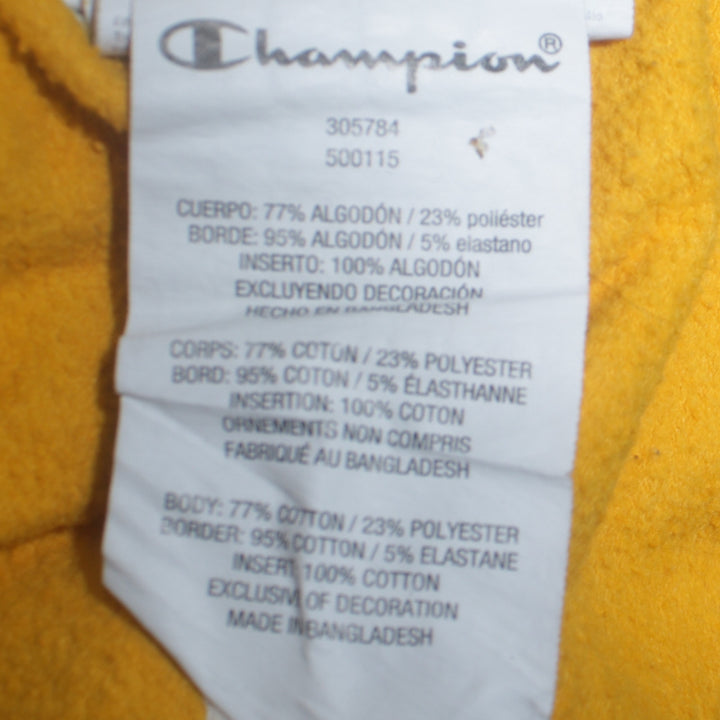 Champion®
305784
500115
CUERPO: 77% ALGODÓN / 23% poliéster
BORDE: 95% ALGODÓN / 5% elastano
INSERTO: 100% ALGODÓN
EXCLUYENDO DECORACIÓN
HECHO EN BANGLADESH
CORPS: 77% COTON / 23% POLYESTER
BORD: 95% COTON / 5% ÉLASTHANNE
INSERTION: 100% COTON
ORNEMENTS NON COMPRIS
FABRIQUÉ AU BANGLADESH
BODY: 77% COTTON / 23% POLYESTER
BORDER: 95% COTTON / 5% ELASTANE
INSERT 100% COTTON
EXCLUSIV OF DECORATION
MADE IN BANGLADESH